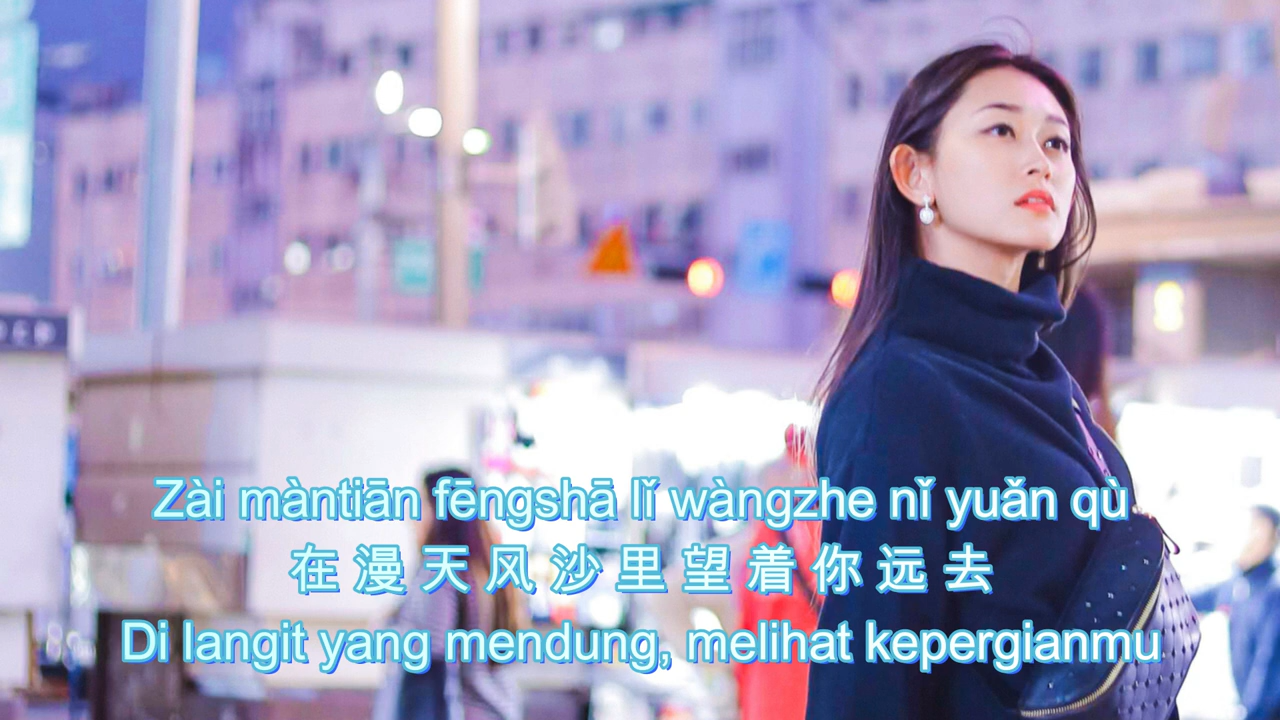 Zài màntiān fēngshā lǐ wàngzhe nǐ yuǎn qù
在漫天风沙里望着你远去
Di langit yang mendung, melihat kepergianmu